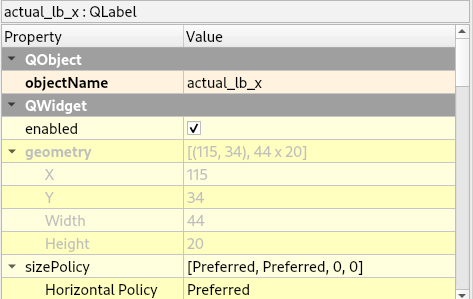 actual_lb_x : QLabel
Property Value
QObject
objectName actual_lb_x
QWidget
enabled
geometry [(115, 34), 44 x 20]
X 115
Y 34
Width 44
Height 20
sizePolicy [Preferred, Preferred, 0, 0]
Horizontal Policy Preferred